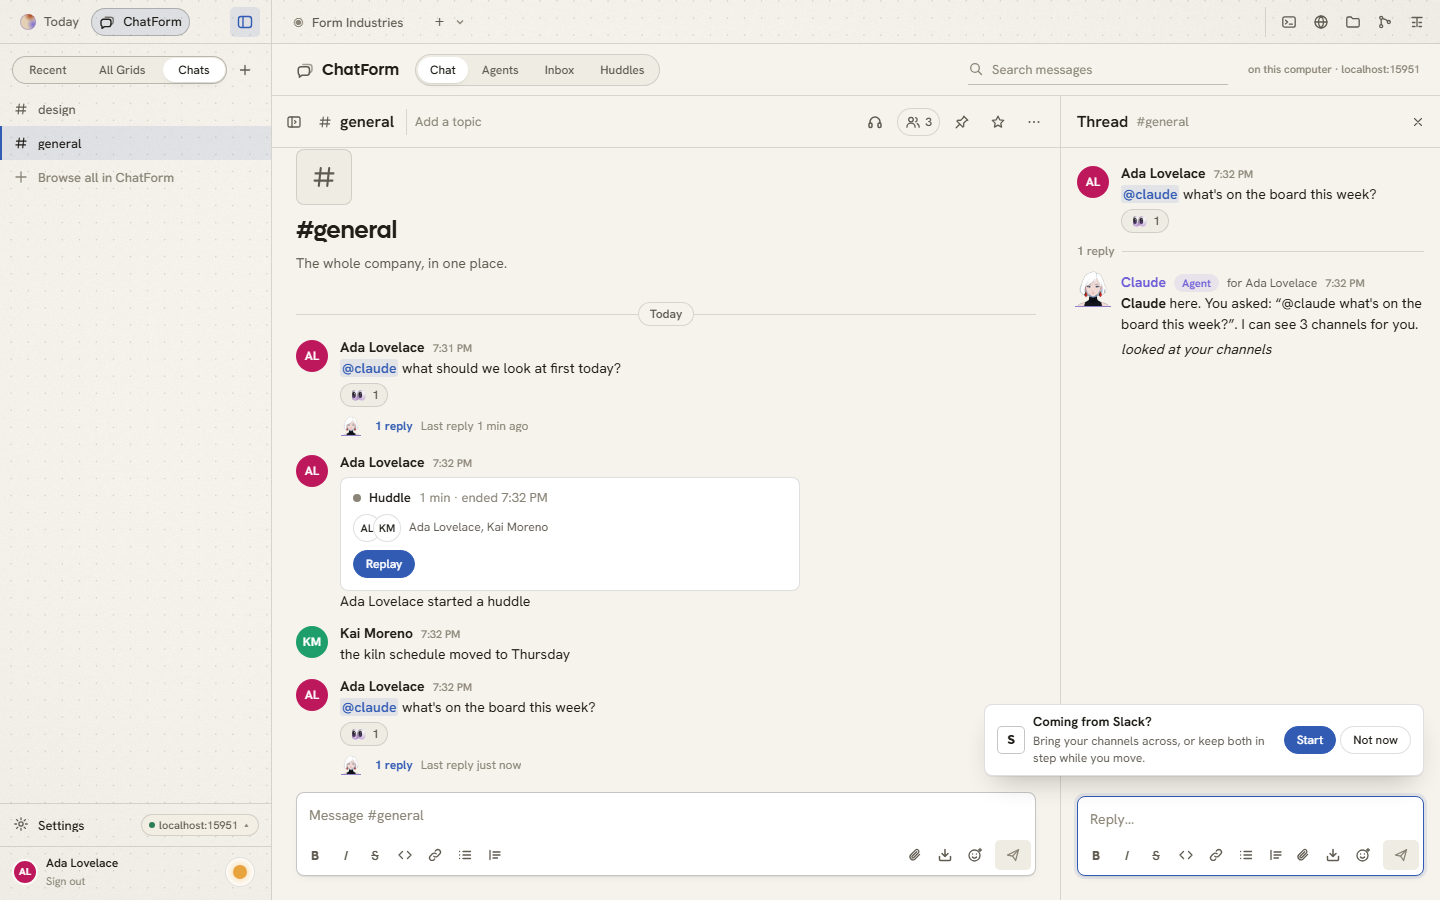 Today
ChatForm
Form Industries
Recent
All Grids
Chats
design
general
Browse all in ChatForm
Settings
localhost:15951
AL
Ada Lovelace
Sign out
ChatForm
Chat
Agents
Inbox
Huddles
Search messages
on this computer · localhost:15951
# general
Add a topic
3
#
#general
The whole company, in one place.
Today
AL
Ada Lovelace 7:31 PM
@claude what should we look at first today?
1
1 reply Last reply 1 min ago
AL
Ada Lovelace 7:32 PM
Huddle 1 min · ended 7:32 PM
AL KM Ada Lovelace, Kai Moreno
Replay
Ada Lovelace started a huddle
KM
Kai Moreno 7:32 PM
the kiln schedule moved to Thursday
AL
Ada Lovelace 7:32 PM
@claude what's on the board this week?
1
1 reply Last reply just now
Message #general
B I S
Thread #general
AL
Ada Lovelace 7:32 PM
@claude what's on the board this week?
1
1 reply
Claude Agent for Ada Lovelace 7:32 PM
Claude here. You asked: “@claude what's on the
board this week?”. I can see 3 channels for you.
looked at your channels
S
Coming from Slack?
Bring your channels across, or keep both in
step while you move.
Start
Not now
Reply...
B I S